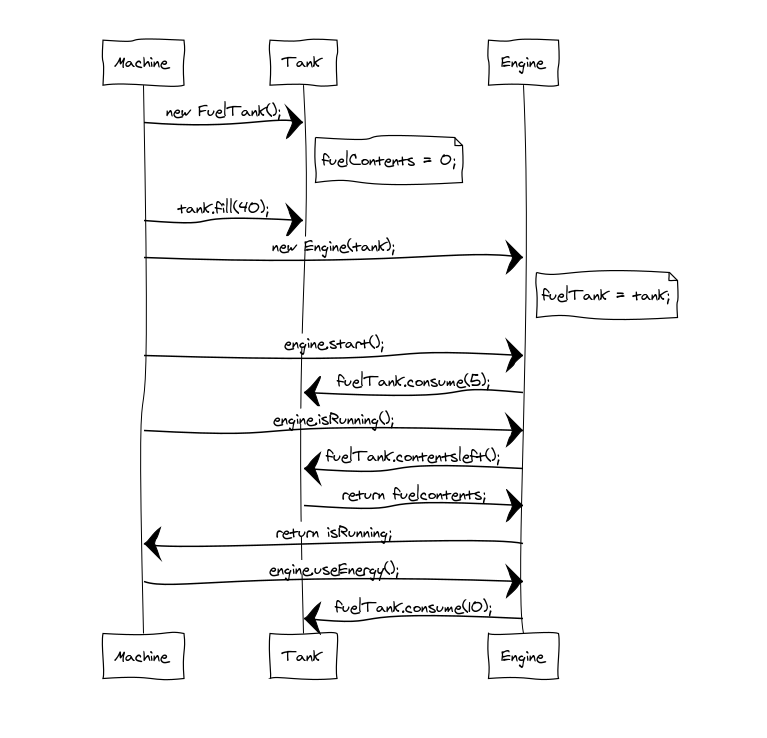 Machine
Tank
Engine
new FuelTank();
fuelContents = 0;
tank.fill(40);
new Engine(tank);
fuelTank = tank;
engine.start();
fuelTank.consume(5);
engine.isRunning();
fuelTank.contentsleft();
return fuelcontents;
return isRunning;
engine.useEnergy();
fuelTank.consume(10);
Machine
Tank
Engine